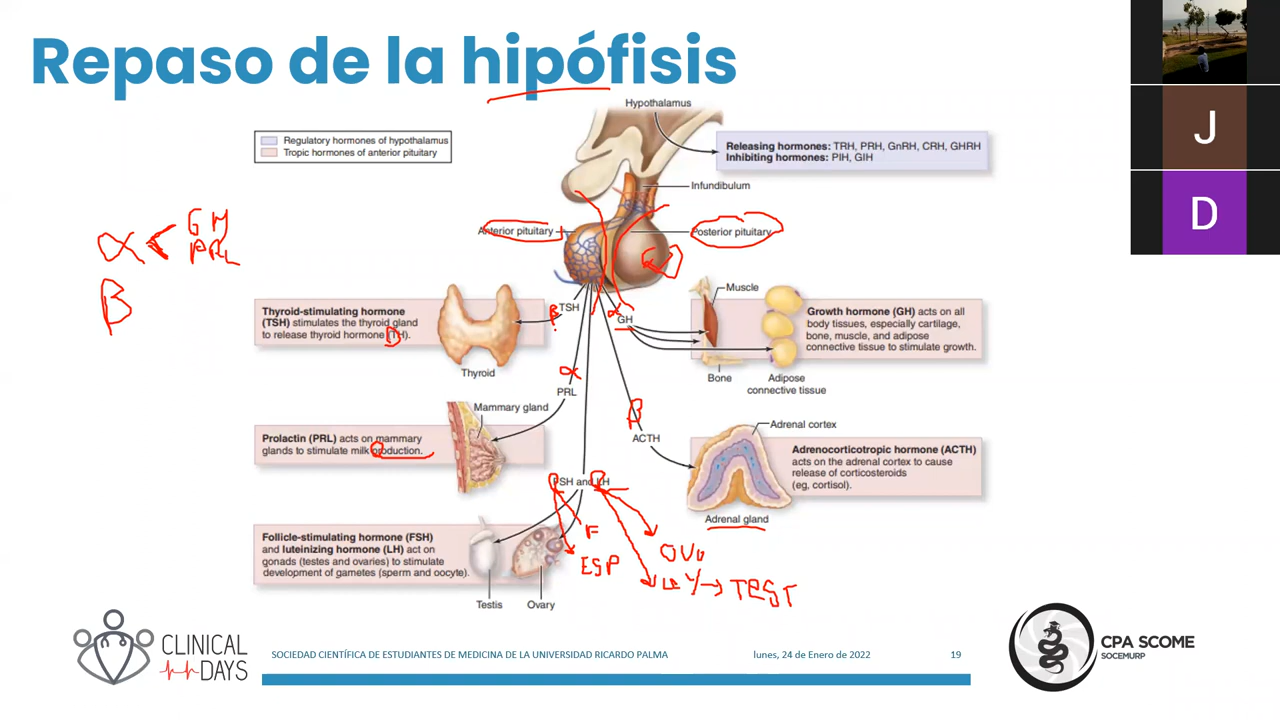 Repaso de la hipófisis
J
D
Hypothalamus
Regulatory hormones of hypothalamus
Tropic hormones of anterior pituitary
Releasing hormones: TRH, PRH, GnRH, CRH, GHRH
Inhibiting hormones: PIH, GIH
Infundibulum
Anterior pituitary
Posterior pituitary
α < GH
PRL
β
Thyroid-stimulating hormone
(TSH) stimulates the thyroid gland
to release thyroid hormone (TH).
Thyroid
β
TSH
α
GH
Muscle
Bone
Adipose
connective tissue
Growth hormone (GH) acts on all
body tissues, especially cartilage,
bone, muscle, and adipose
connective tissue to stimulate growth.
α
PRL
Mammary gland
Prolactin (PRL) acts on mammary
glands to stimulate milk production.
β
ACTH
Adrenal cortex
Adrenal gland
Adrenocorticotropic hormone (ACTH)
acts on the adrenal cortex to cause
release of corticosteroids
(eg, cortisol).
FSH and LH
Follicle-stimulating hormone (FSH)
and luteinizing hormone (LH) act on
gonads (testes and ovaries) to stimulate
development of gametes (sperm and oocyte).
Testis
Ovary
F
ESP
OVU
LEY → TEST
CLINICAL
DAYS
SOCIEDAD CIENTÍFICA DE ESTUDIANTES DE MEDICINA DE LA UNIVERSIDAD RICARDO PALMA
lunes, 24 de Enero de 2022
19
CPA SCOME
SOCEMURP